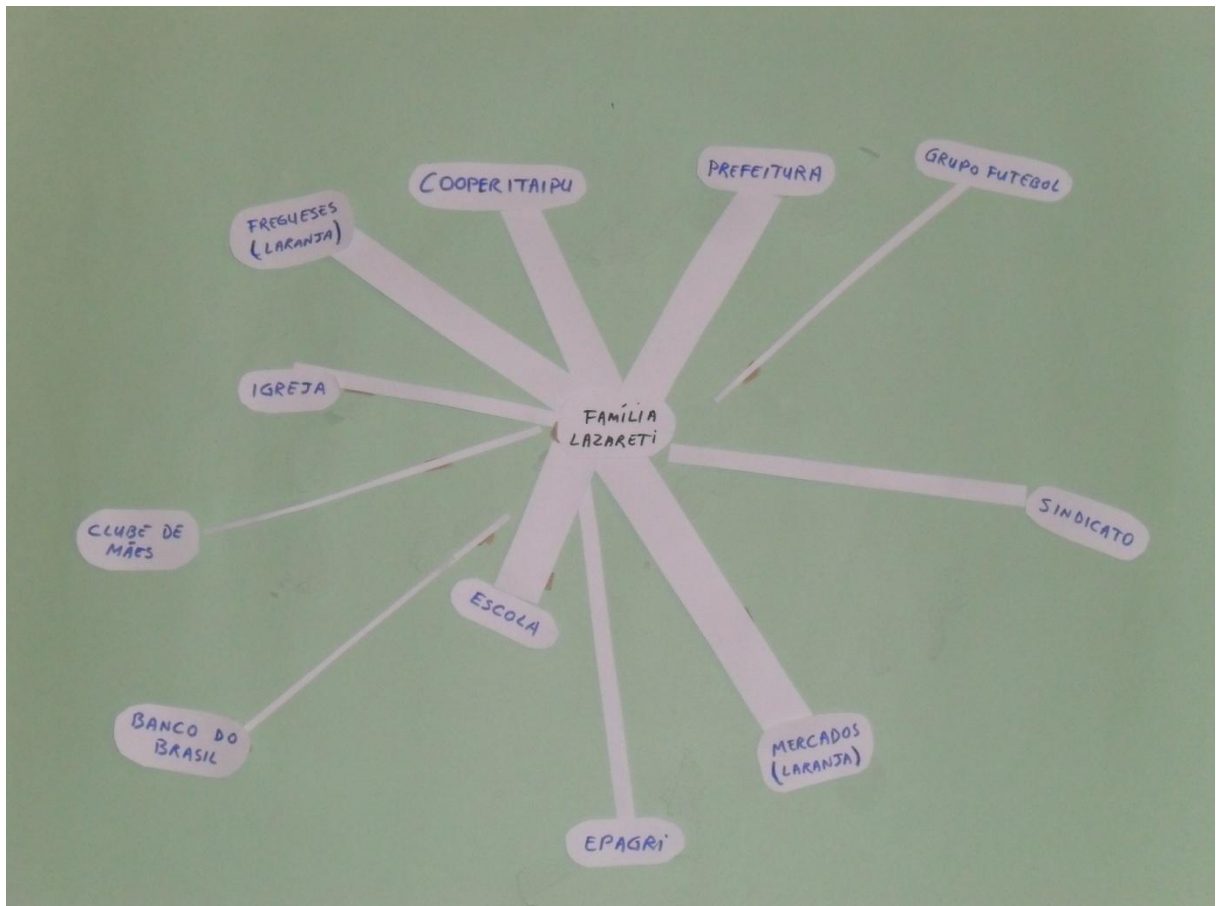 COOPERITAIPU
PREFEITURA
GRUPO FUTEBOL
FREGUESES
(LARANJA)
IGREJA
FAMÍLIA
LAZARETI
CLUBE DE
MÃES
SINDICATO
ESCOLA
BANCO DO
BRASIL
MERCADOS
(LARANJA)
EPAGRI